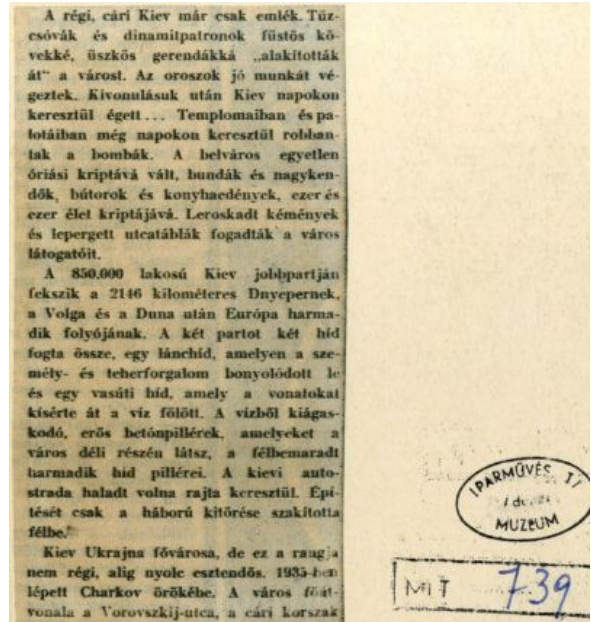 A régi, cári Kiev már csak emlék. Tűz-
csóvák és dinamitpatronok füstös kö-
vekké, üszkös gerendákká „alakították
át“ a várost. Az oroszok jó munkát vé-
geztek. Kivonulásuk után Kiev napokon
keresztül égett... Templomaiban és pa-
lotáiban még napokon keresztül robban-
tak a bombák. A belváros egyetlen
óriási kriptává vált, bundák és nagyken-
dők, bútorok és konyhaedények, ezer és
ezer élet kriptájává. Leroskadt kémények
és lepergett utcatáblák fogadták a város
látogatóit.
A 850.000 lakosú Kiev jobbpartján
fekszik a 2146 kilométeres Dnyepernek,
a Volga és a Duna után Európa harma-
dik folyójának. A két partot két híd
fogta össze, egy lánchíd, amelyen a sze-
mély- és teherforgalom bonyolódott le
és egy vasúti híd, amely a vonatokat
kísérte át a víz fölött. A vízből kiágas-
kodó, erős betónpillérek, amelyeket a
város déli részén látsz, a félbemaradt
harmadik híd pillérei. A kievi auto-
strada haladt volna rajta keresztül. Épí-
tését csak a háború kitörése szakította
félbe.
Kiev Ukrajna fővárosa, de ez a rangja
nem régi, alig nyolc esztendős. 1935-ben
lépett Charkov örökébe. A város főút-
vonala a Vorovszkij-utca, a cári korszak
IPARMŰVÉSZTI
MUZEUM
MIT 739